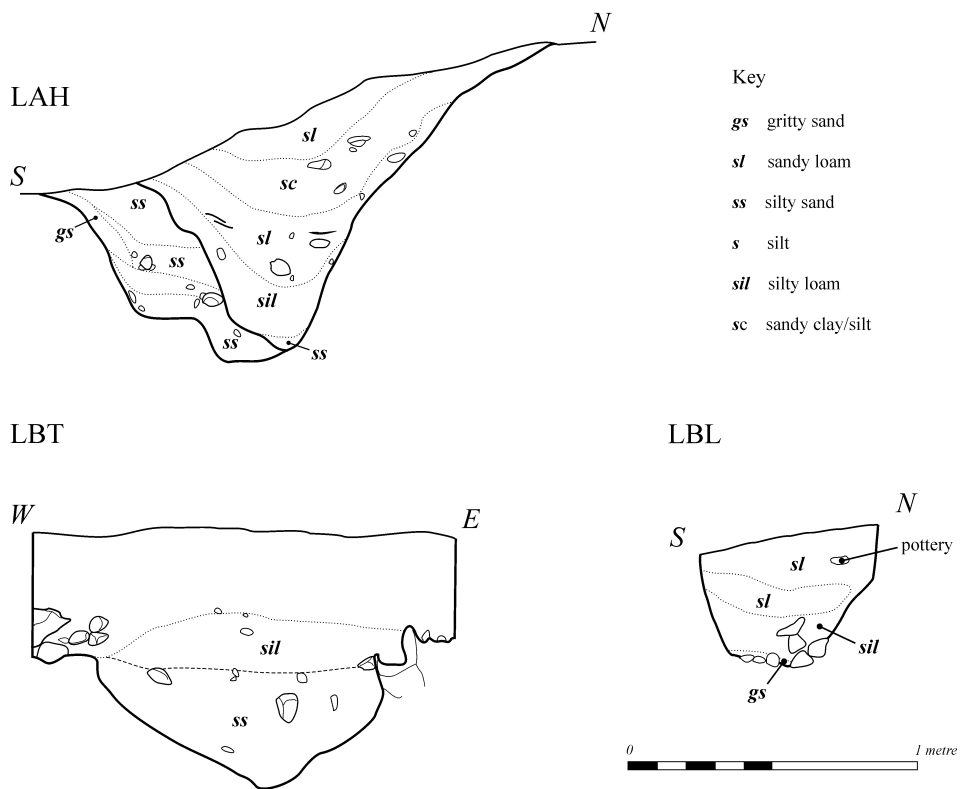 N
LAH
Key
gs gritty sand
sl
sl sandy loam
S
sc
ss
ss silty sand
gs
sl
s silt
ss
sil
sil silty loam
sc sandy clay/silt
ss
ss
LBT
LBL
W
E
N
S
pottery
sl
sl
sil
sil
gs
ss
0
1 metre